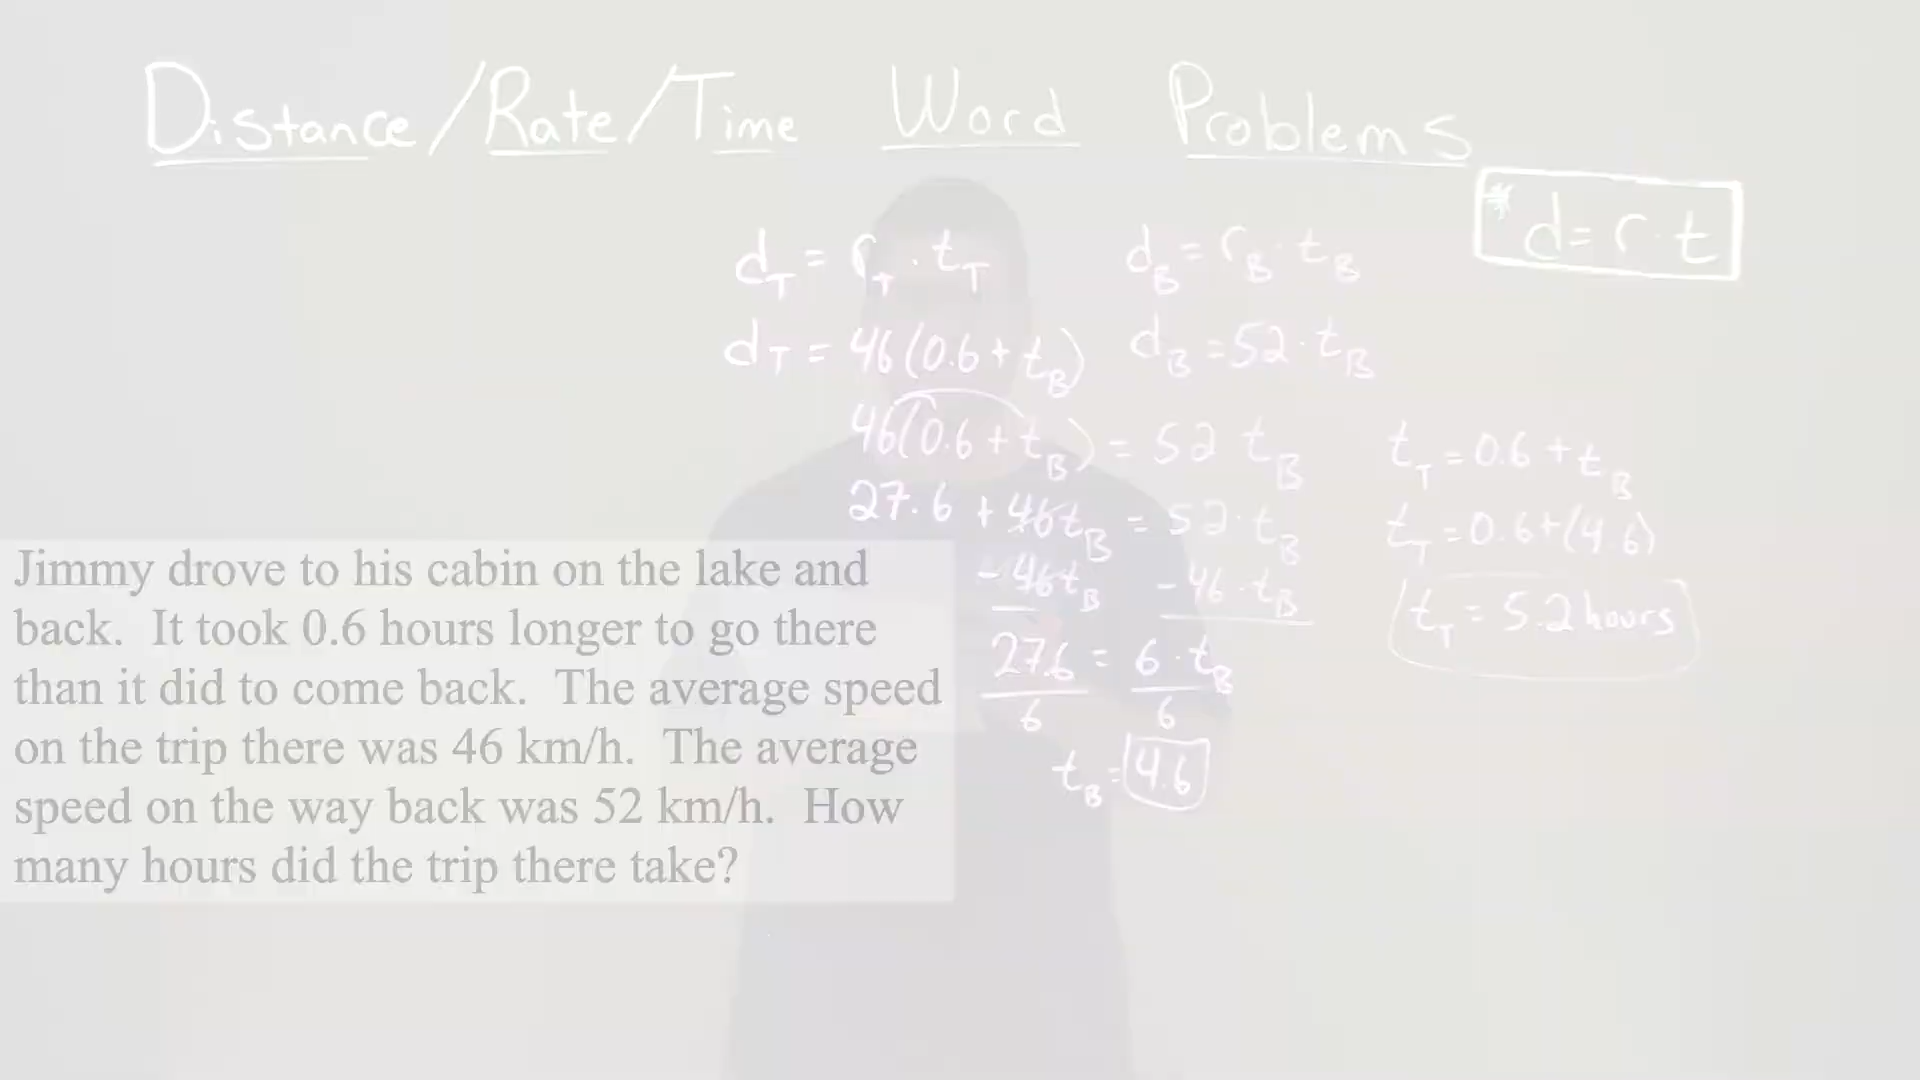 Distance/Rate/Time Word Problems
* d = r · t
d_T = r_T · t_T
d_B = r_B · t_B
d_T = 46(0.6 + t_B)
d_B = 52 · t_B
46(0.6 + t_B) = 52 t_B
27.6 + 46t_B = 52 · t_B
- 46t_B - 46 · t_B
27.6 = 6 · t_B
6 6
t_B = 4.6
t_T = 0.6 + t_B
t_T = 0.6 + (4.6)
t_T = 5.2 hours
Jimmy drove to his cabin on the lake and
back. It took 0.6 hours longer to go there
than it did to come back. The average speed
on the trip there was 46 km/h. The average
speed on the way back was 52 km/h. How
many hours did the trip there take?